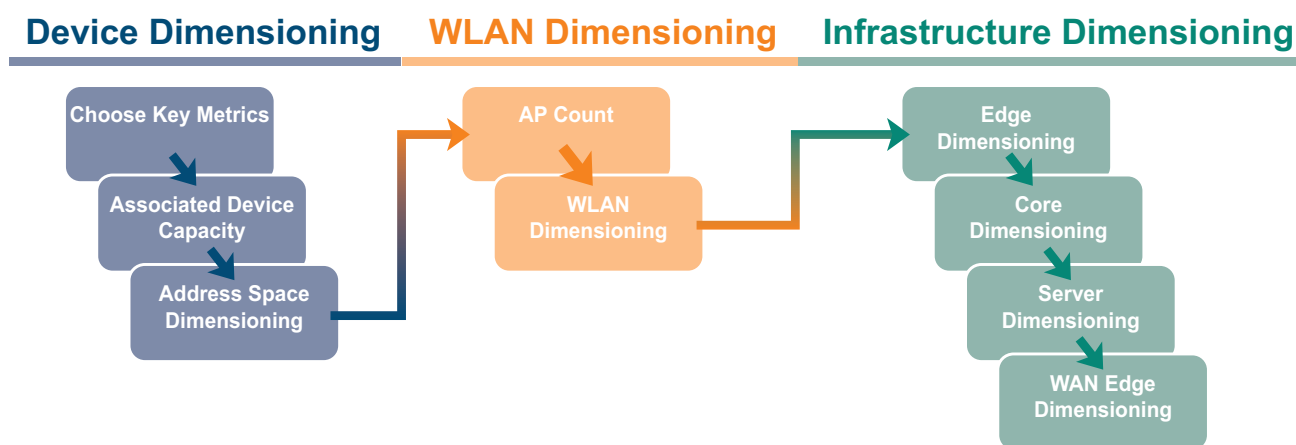 Device Dimensioning
WLAN Dimensioning
Infrastructure Dimensioning
Choose Key Metrics
Associated Device
Capacity
Address Space
Dimensioning
AP Count
WLAN
Dimensioning
Edge
Dimensioning
Core
Dimensioning
Server
Dimensioning
WAN Edge
Dimensioning